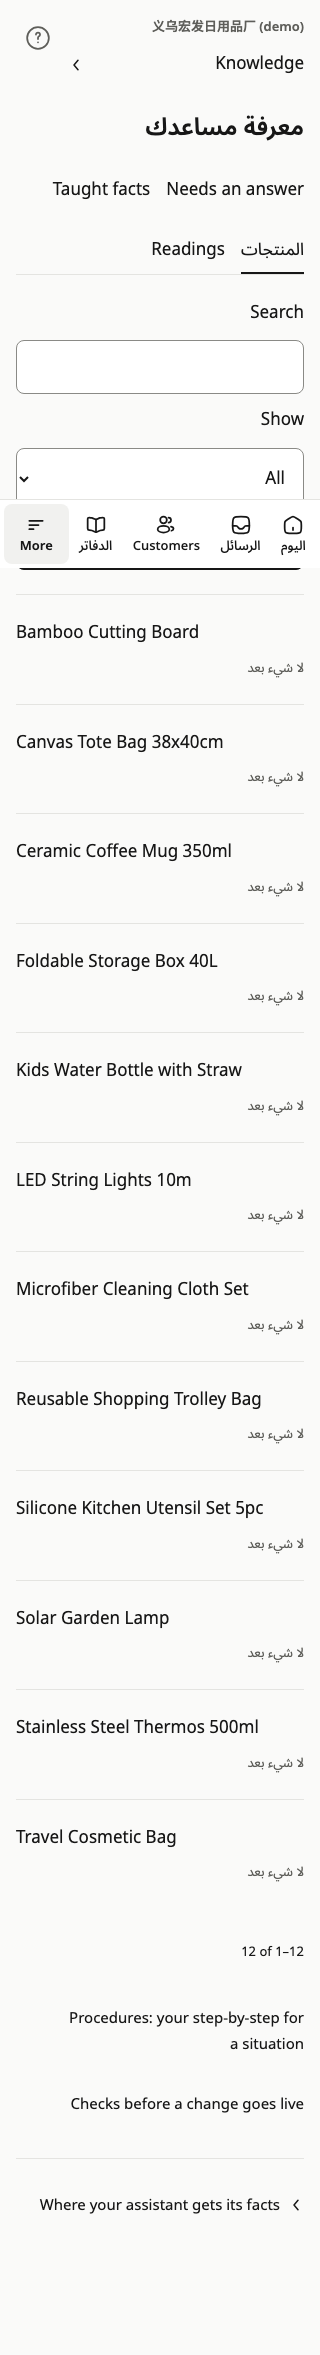 义乌宏发日用品厂 (demo)
Knowledge
معرفة مساعدك
Needs an answer
Taught facts
المنتجات
Readings
Search
Show
All
اليوم
الرسائل
Customers
الدفاتر
More
Bamboo Cutting Board
لا شيء بعد
Canvas Tote Bag 38x40cm
لا شيء بعد
Ceramic Coffee Mug 350ml
لا شيء بعد
Foldable Storage Box 40L
لا شيء بعد
Kids Water Bottle with Straw
لا شيء بعد
LED String Lights 10m
لا شيء بعد
Microfiber Cleaning Cloth Set
لا شيء بعد
Reusable Shopping Trolley Bag
لا شيء بعد
Silicone Kitchen Utensil Set 5pc
لا شيء بعد
Solar Garden Lamp
لا شيء بعد
Stainless Steel Thermos 500ml
لا شيء بعد
Travel Cosmetic Bag
لا شيء بعد
12 of 1–12
Procedures: your step-by-step for
a situation
Checks before a change goes live
Where your assistant gets its facts